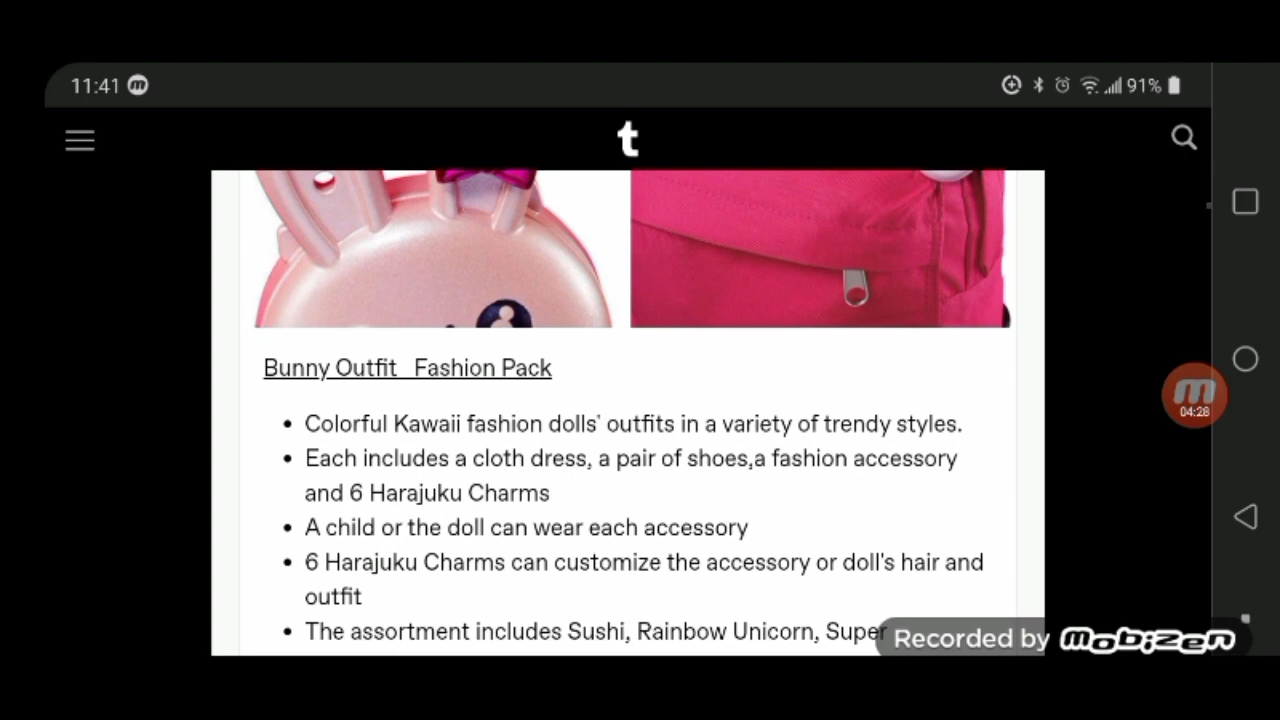 11:41 m 91%
t
Bunny Outfit Fashion Pack
• Colorful Kawaii fashion dolls' outfits in a variety of trendy styles.
• Each includes a cloth dress, a pair of shoes,a fashion accessory
and 6 Harajuku Charms
• A child or the doll can wear each accessory
• 6 Harajuku Charms can customize the accessory or doll's hair and
outfit
• The assortment includes Sushi, Rainbow Unicorn, Super
m
04:28
Recorded by mobizen